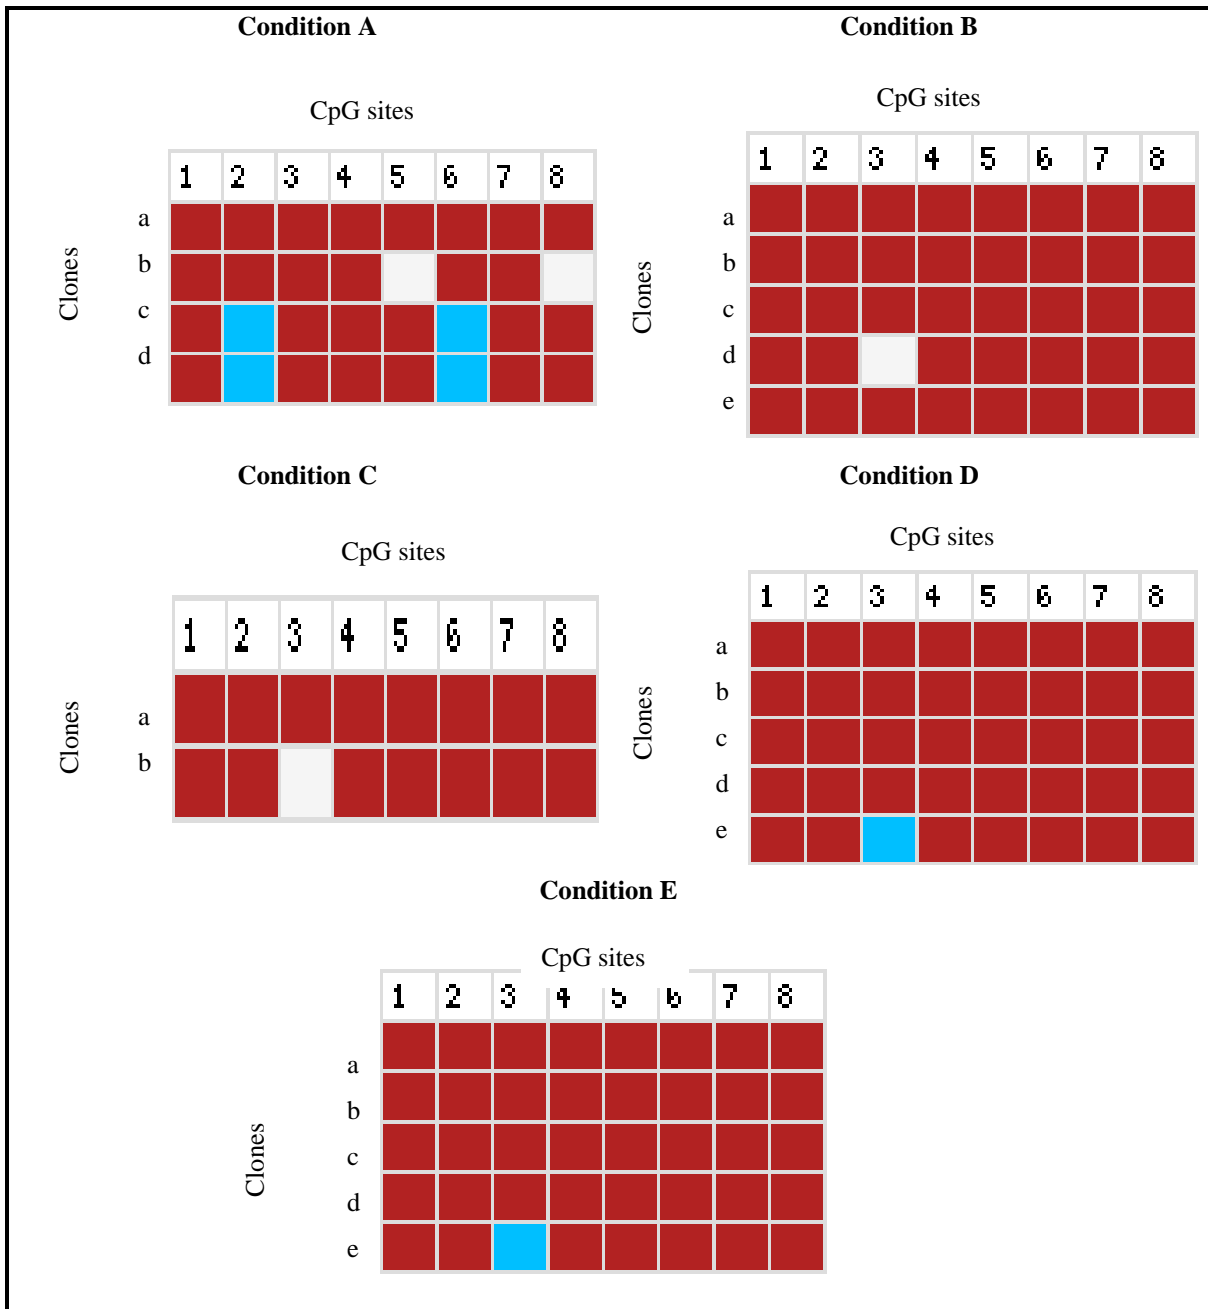 Condition A
CpG sites
1 2 3 4 5 6 7 8
Clones
a
b
c
d
Condition B
CpG sites
1 2 3 4 5 6 7 8
Clones
a
b
c
d
e
Condition C
CpG sites
1 2 3 4 5 6 7 8
Clones
a
b
Condition D
CpG sites
1 2 3 4 5 6 7 8
Clones
a
b
c
d
e
Condition E
CpG sites
1 2 3 4 5 6 7 8
Clones
a
b
c
d
e